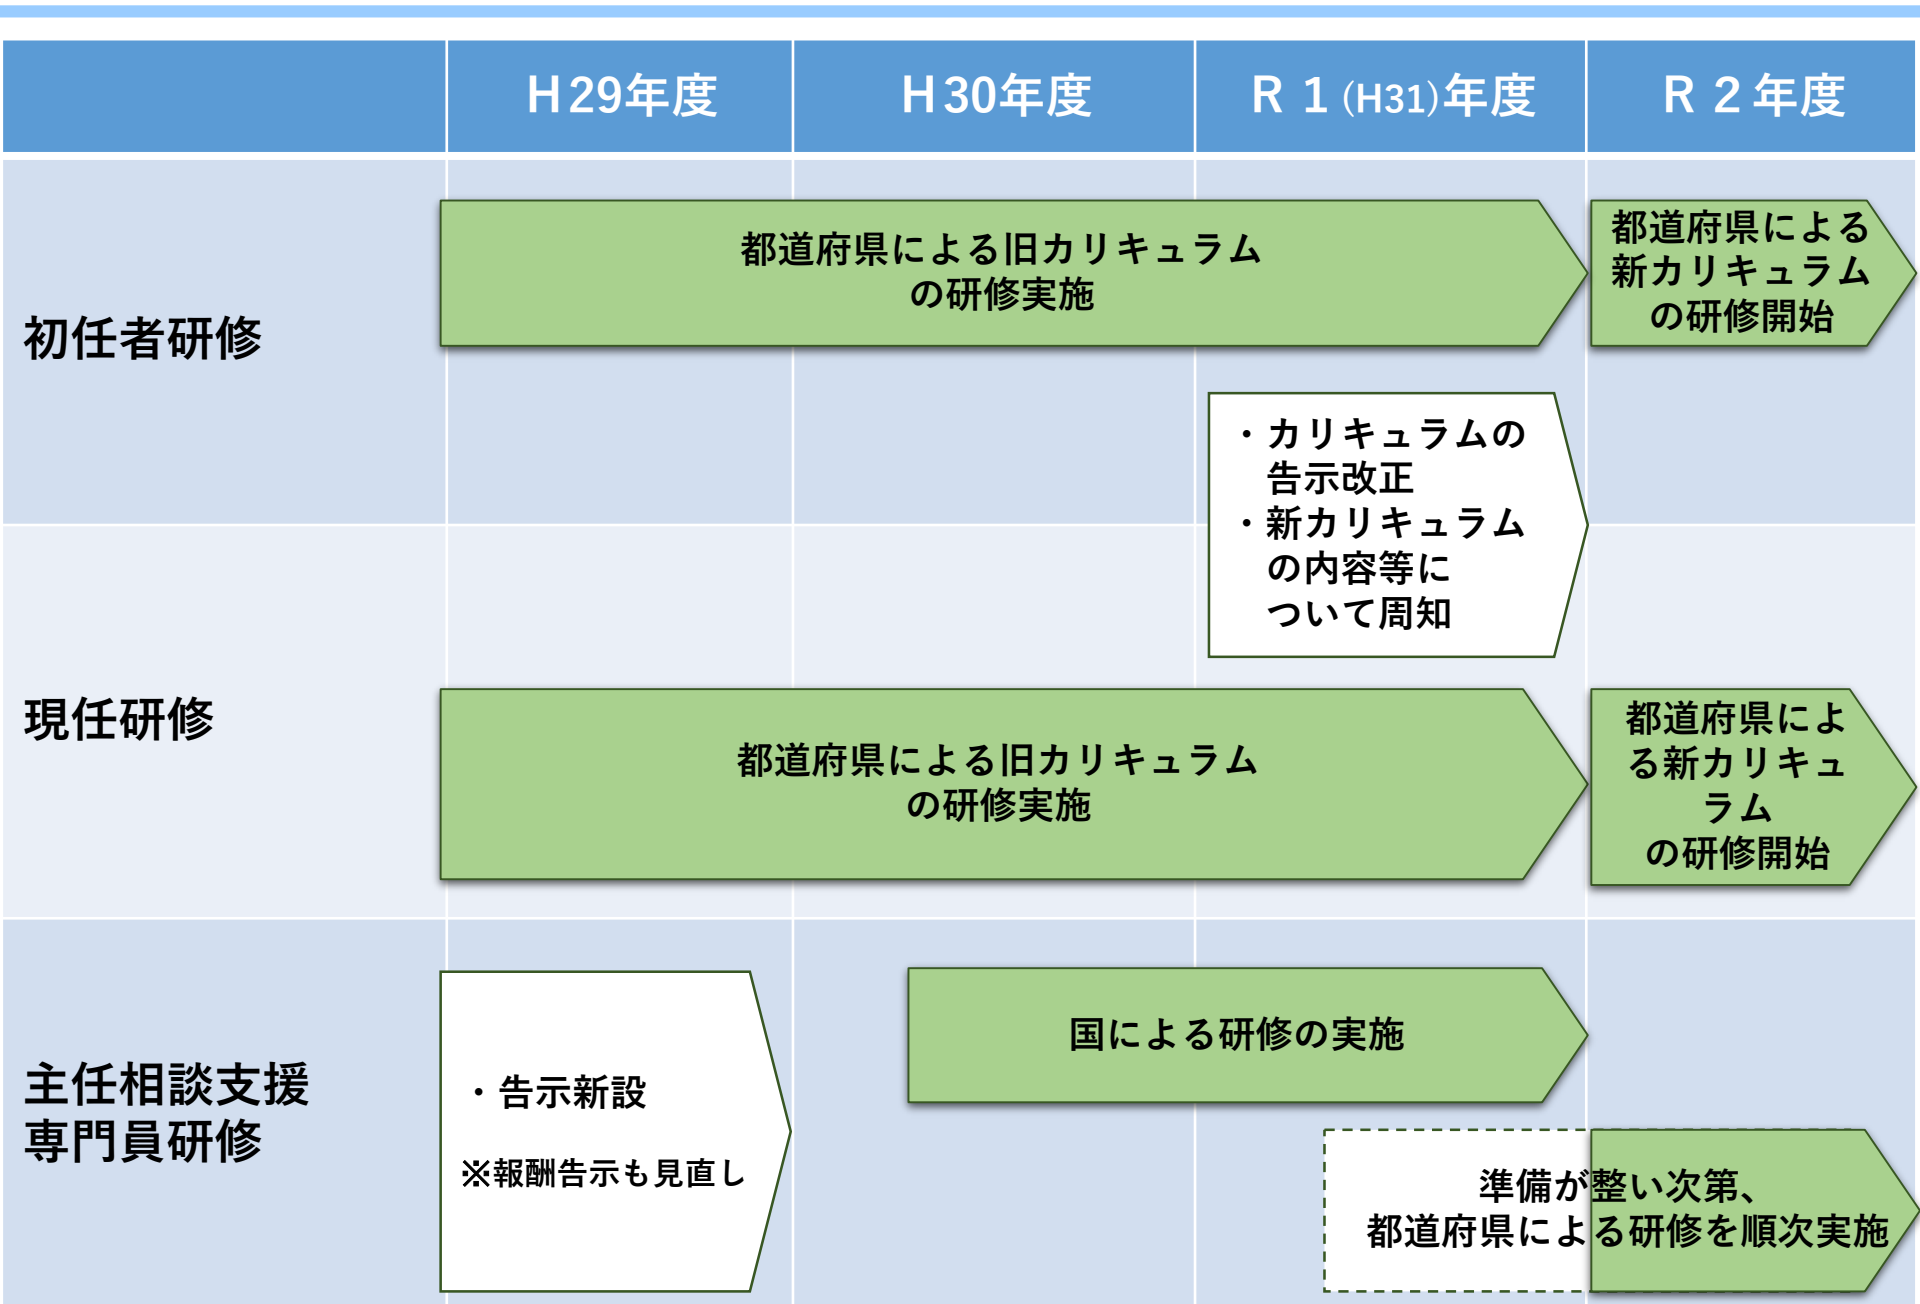 H29年度
H30年度
R 1 (H31)年度
R 2 年度
初任者研修
都道府県による旧カリキュラム
の研修実施
都道府県による
新カリキュラム
の研修開始
・カリキュラムの
告示改正
・新カリキュラム
の内容等に
ついて周知
現任研修
都道府県による旧カリキュラム
の研修実施
都道府県によ
る新カリキュ
ラム
の研修開始
主任相談支援
専門員研修
・告示新設
※報酬告示も見直し
国による研修の実施
準備が整い次第、
都道府県による研修を順次実施